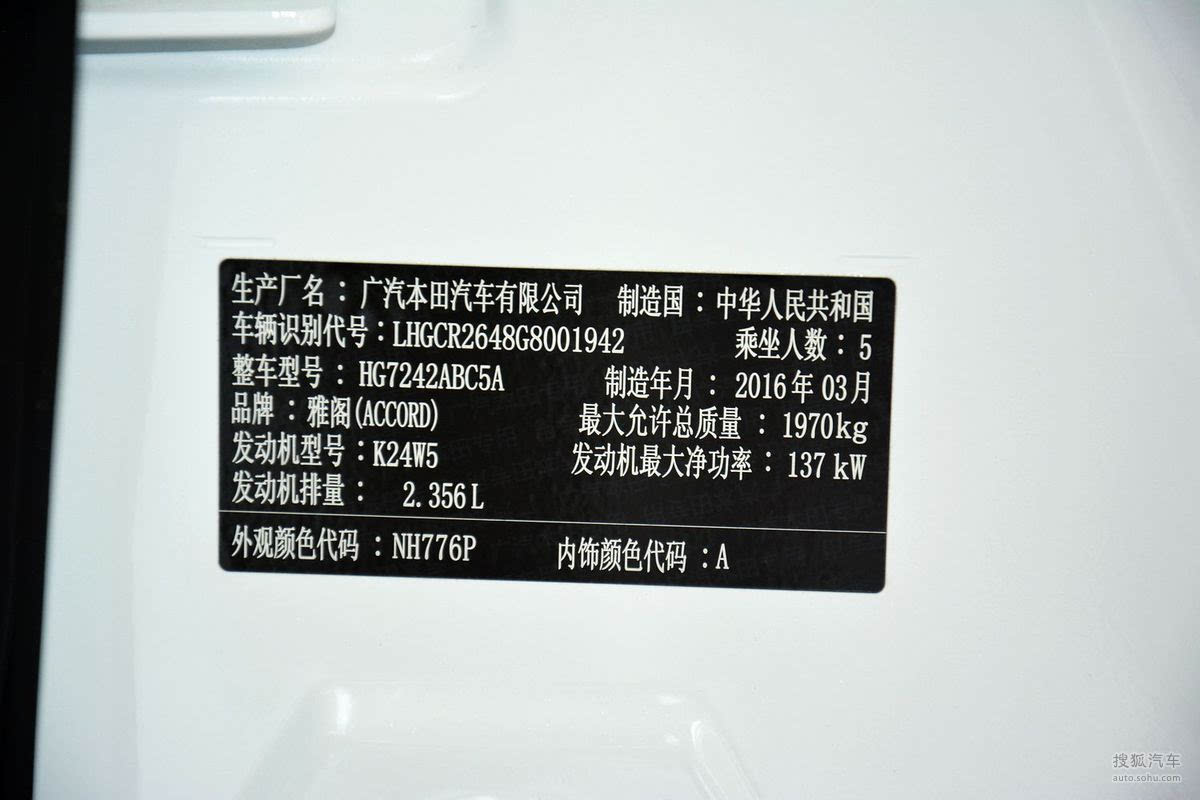 生产厂名：广汽本田汽车有限公司 制造国：中华人民共和国
车辆识别代号：LHGCR2648G8001942 乘坐人数：5
整车型号：HG7242ABC5A 制造年月：2016年03月
品牌：雅阁(ACCORD) 最大允许总质量：1970kg
发动机型号：K24W5 发动机最大净功率：137kW
发动机排量：2.356L
外观颜色代码：NH776P 内饰颜色代码：A
搜狐汽车
auto.sohu.com